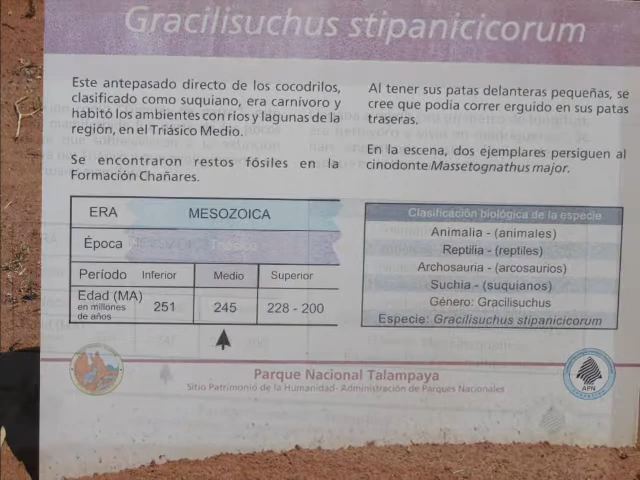 Gracilisuchus stipanicicorum
Este antepasado directo de los cocodrilos,
clasificado como suquiano, era carnívoro y
habitó los ambientes con ríos y lagunas de la
región, en el Triásico Medio.
Se encontraron restos fósiles en la
Formación Chañares.
Al tener sus patas delanteras pequeñas, se
cree que podía correr erguido en sus patas
traseras.
En la escena, dos ejemplares persiguen al
cinodonte Massetognathus major.
ERA MESOZOICA
Época Triásico
Período Inferior Medio Superior
Edad (MA)
en millones
de años
251 245 228 - 200
Clasificación biológica de la especie
Animalia - (animales)
Reptilia - (reptiles)
Archosauria - (arcosaurios)
Suchia - (suquianos)
Género: Gracilisuchus
Especie: Gracilisuchus stipanicicorum
Parque Nacional Talampaya
Sitio Patrimonio de la Humanidad- Administración de Parques Nacionales
APN